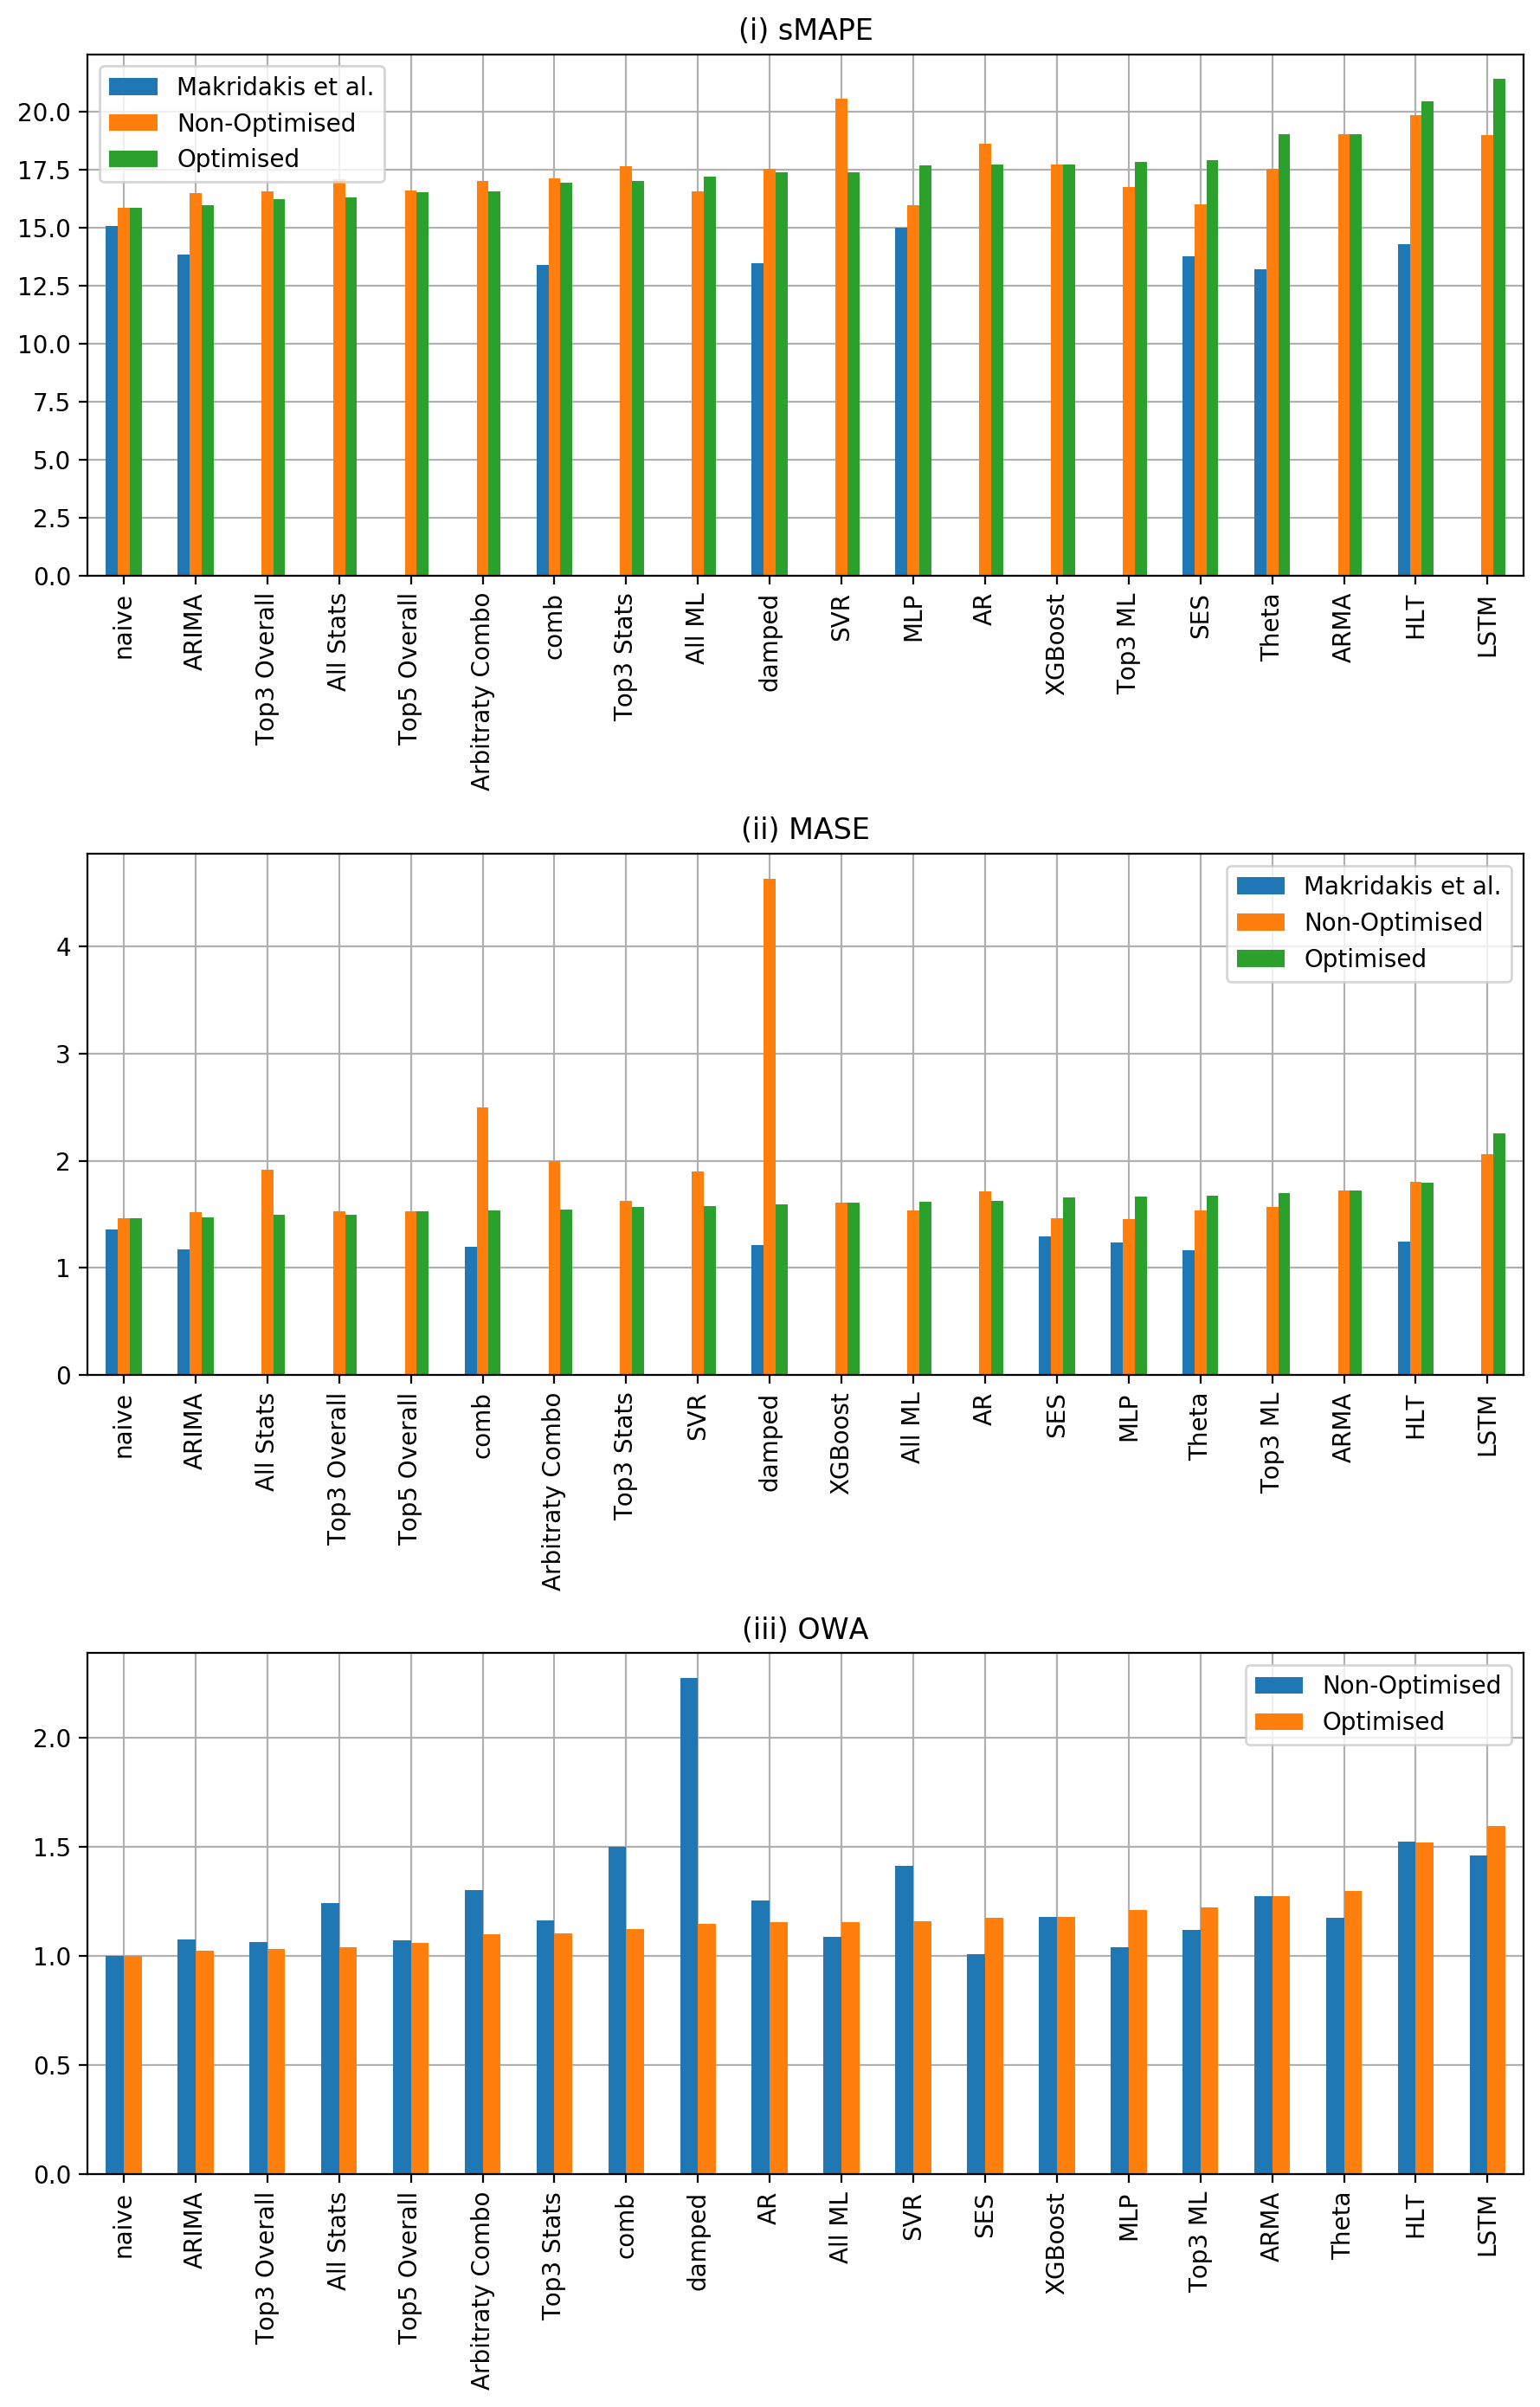 (i) sMAPE
Makridakis et al.
Non-Optimised
Optimised
20.0
17.5
15.0
12.5
10.0
7.5
5.0
2.5
0.0
naive
ARIMA
Top3 Overall
All Stats
Top5 Overall
Arbitraty Combo
comb
Top3 Stats
All ML
damped
SVR
MLP
AR
XGBoost
Top3 ML
SES
Theta
ARMA
HLT
LSTM
(ii) MASE
Makridakis et al.
Non-Optimised
Optimised
4
3
2
1
0
naive
ARIMA
All Stats
Top3 Overall
Top5 Overall
comb
Arbitraty Combo
Top3 Stats
SVR
damped
XGBoost
All ML
AR
SES
MLP
Theta
Top3 ML
ARMA
HLT
LSTM
(iii) OWA
Non-Optimised
Optimised
2.0
1.5
1.0
0.5
0.0
naive
ARIMA
Top3 Overall
All Stats
Top5 Overall
Arbitraty Combo
Top3 Stats
comb
damped
AR
All ML
SVR
SES
XGBoost
MLP
Top3 ML
ARMA
Theta
HLT
LSTM